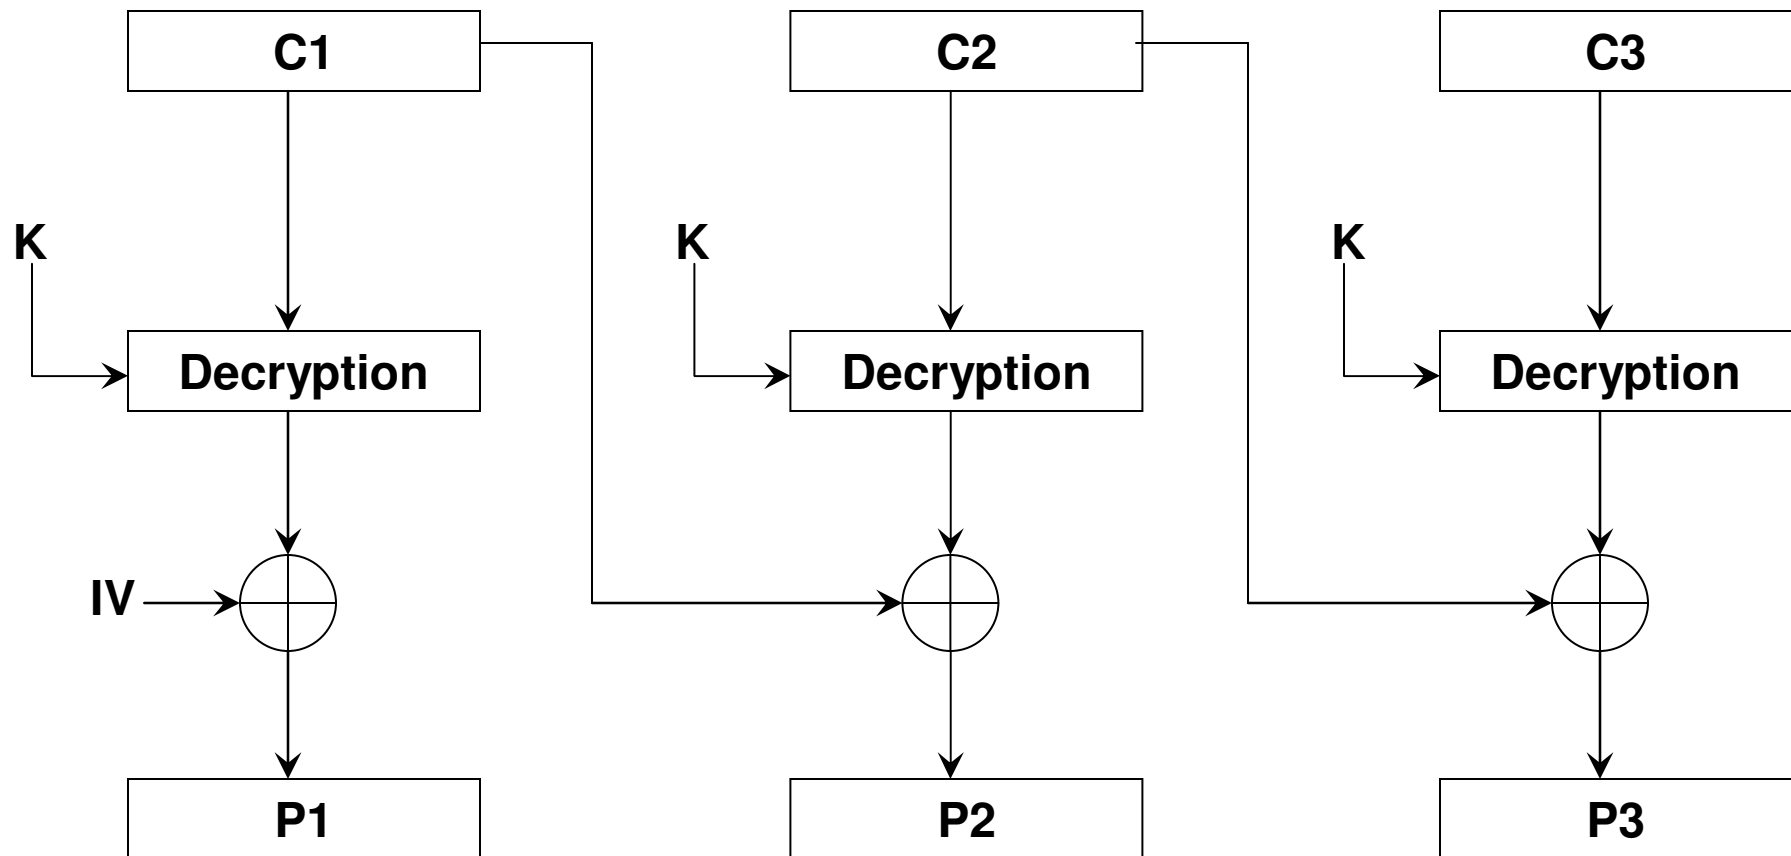 C1
C2
C3
K
K
K
Decryption
Decryption
Decryption
IV
P1
P2
P3